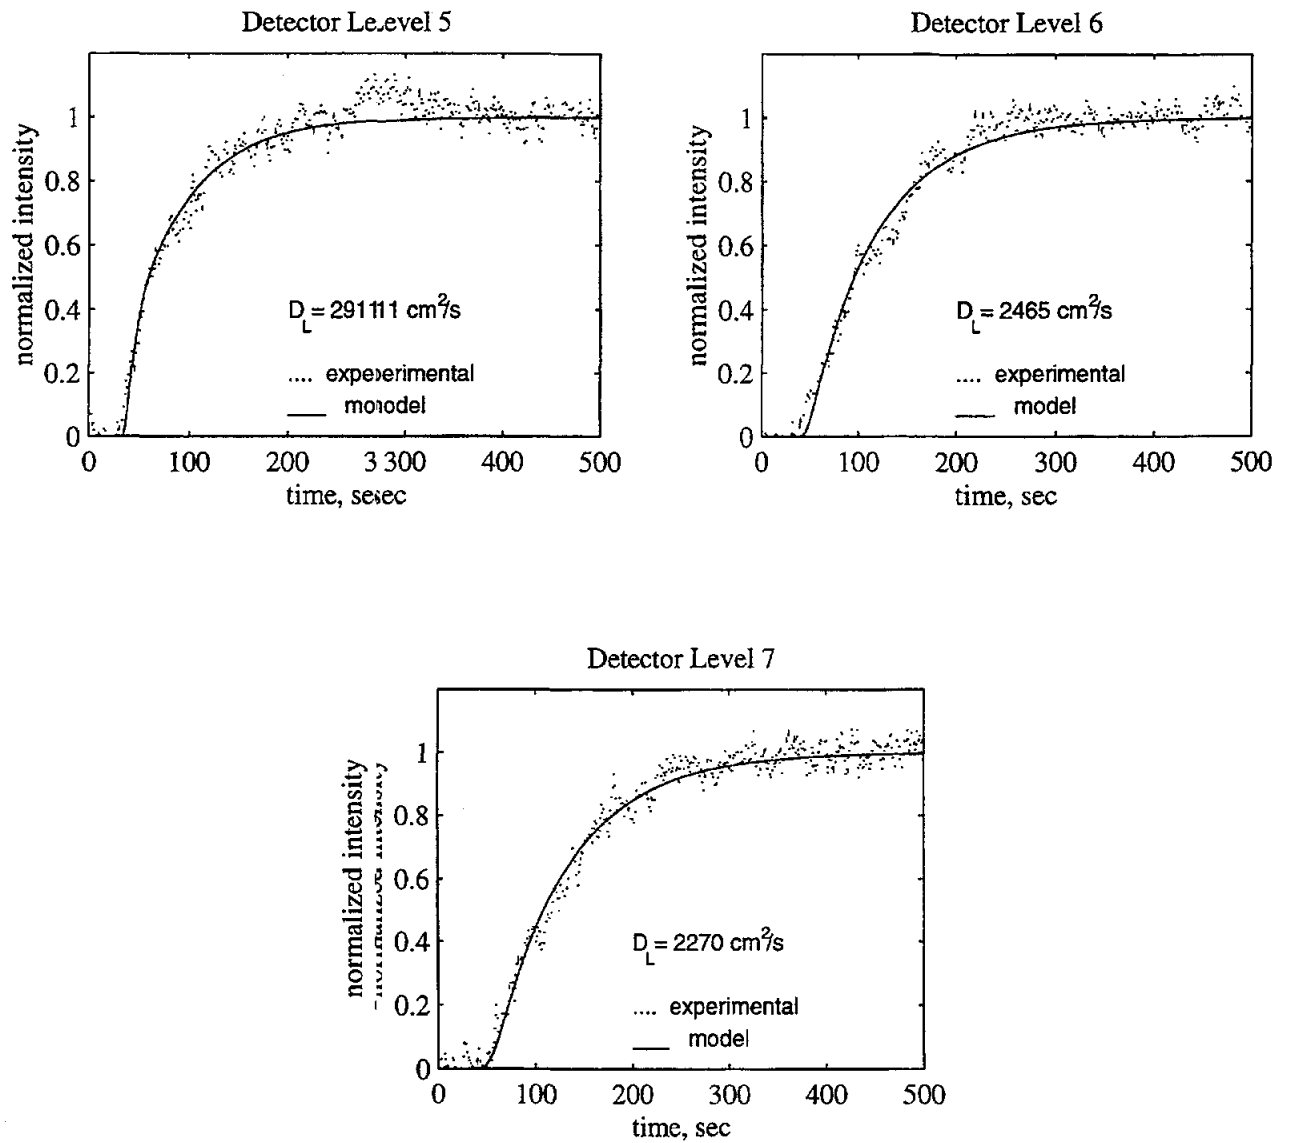 Detector Le.evel 5
Detector Level 6
normalized intensity
1
0.8
0.6
0.4
0.2
0
D_L = 291111 cm²/s
.... expe›erimental
—— mo›odel
0 100 200 3 300 400 500
time, sesec
normalized intensity
1
0.8
0.6
0.4
0.2
0
D_L = 2465 cm²/s
.... experimental
—— model
0 100 200 300 400 500
time, sec
Detector Level 7
normalized intensity
1
0.8
0.6
0.4
0.2
0
D_L = 2270 cm²/s
.... experimental
—— model
0 100 200 300 400 500
time, sec